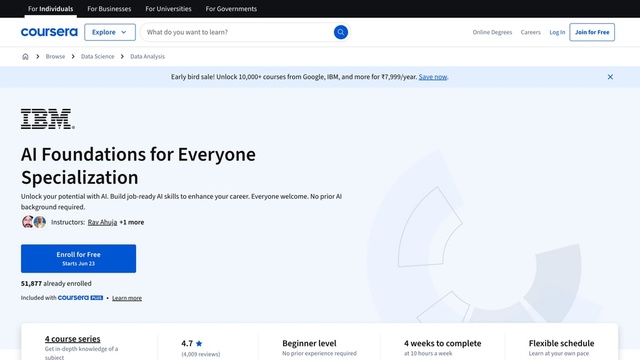 For Individuals For Businesses For Universities For Governments
coursera Explore What do you want to learn? Online Degrees Careers Log In Join for Free
Browse Data Science Data Analysis
Early bird sale! Unlock 10,000+ courses from Google, IBM, and more for ₹7,999/year. Save now.
IBM®
AI Foundations for Everyone
Specialization
Unlock your potential with AI. Build job-ready AI skills to enhance your career. Everyone welcome. No prior AI
background required.
Instructors: Rav Ahuja +1 more
Enroll for Free
Starts Jun 23
51,877 already enrolled
Included with coursera PLUS • Learn more
4 course series 4.7 Beginner level 4 weeks to complete Flexible schedule
Get in-depth knowledge of a (4,009 reviews) No prior experience required at 10 hours a week Learn at your own pace
subject